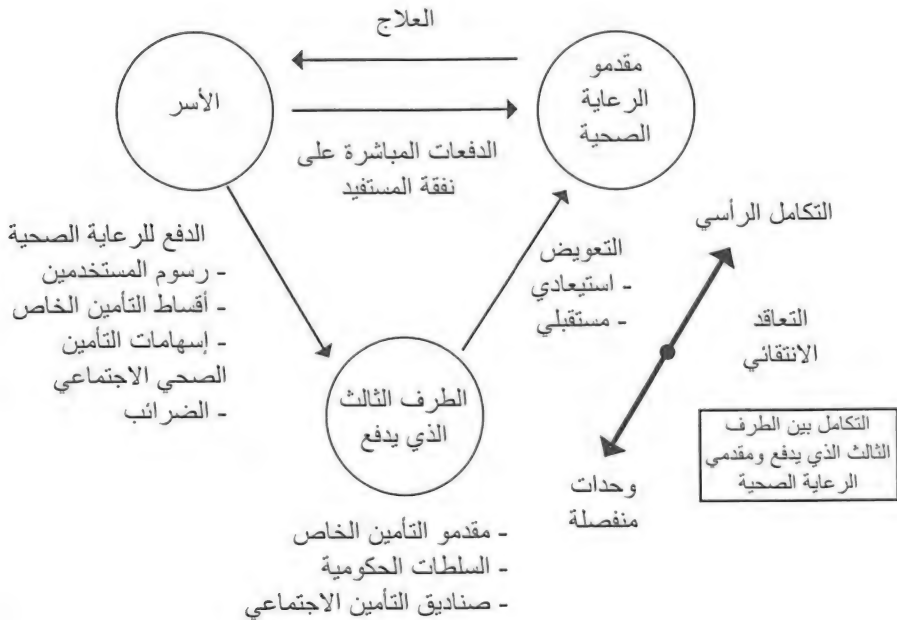 العلاج
مقدمو
الرعاية
الصحية
الأسر
الدفعات المباشرة على
نفقة المستفيد
الدفع للرعاية الصحية
- رسوم المستخدمين
- أقساط التأمين الخاص
- إسهامات التأمين
الصحي الاجتماعي
- الضرائب
التعويض
- استيعادي
- مستقبلي
التكامل الرأسي
التعاقد
الانتقائي
وحدات
منفصلة
التكامل بين الطرف
الثالث الذي يدفع ومقدمي
الرعاية الصحية
الطرف الثالث
الذي يدفع
- مقدمو التأمين الخاص
- السلطات الحكومية
- صناديق التأمين الاجتماعي